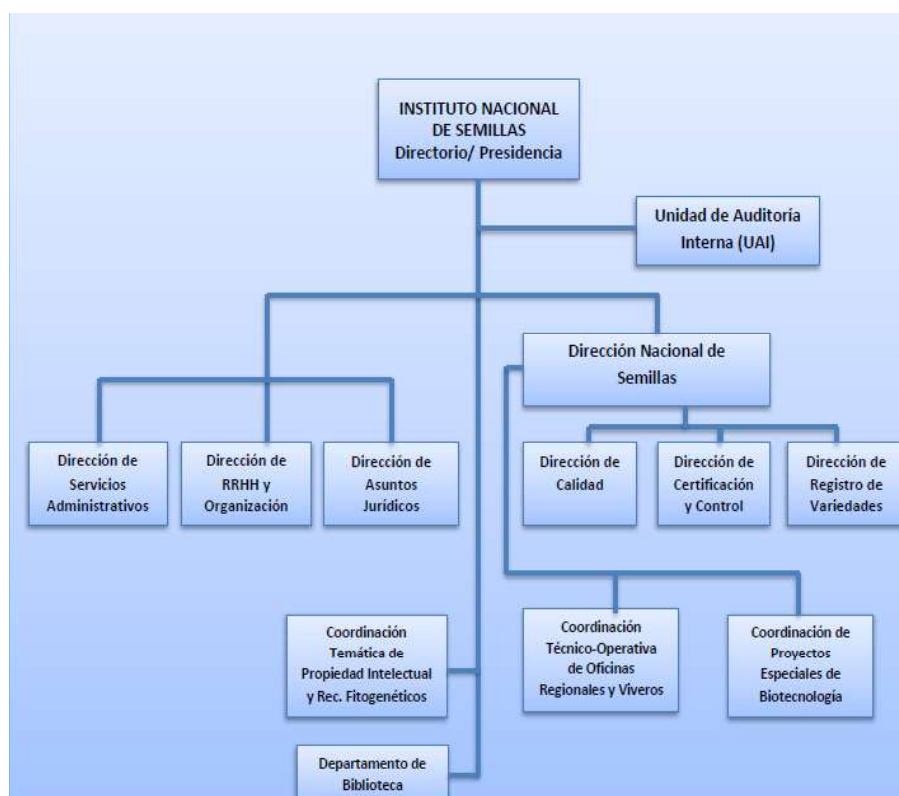 INSTITUTO NACIONAL
DE SEMILLAS
Directorio/ Presidencia
Unidad de Auditoría
Interna (UAI)
Dirección Nacional de
Semillas
Dirección de
Servicios
Administrativos
Dirección de
RRHH y
Organización
Dirección de
Asuntos
Jurídicos
Dirección de
Calidad
Dirección de
Certificación
y Control
Dirección de
Registro de
Variedades
Coordinación
Temática de
Propiedad Intelectual
y Rec. Fitogenéticos
Coordinación
Técnico-Operativa
de Oficinas
Regionales y Viveros
Coordinación de
Proyectos
Especiales de
Biotecnología
Departamento de
Biblioteca